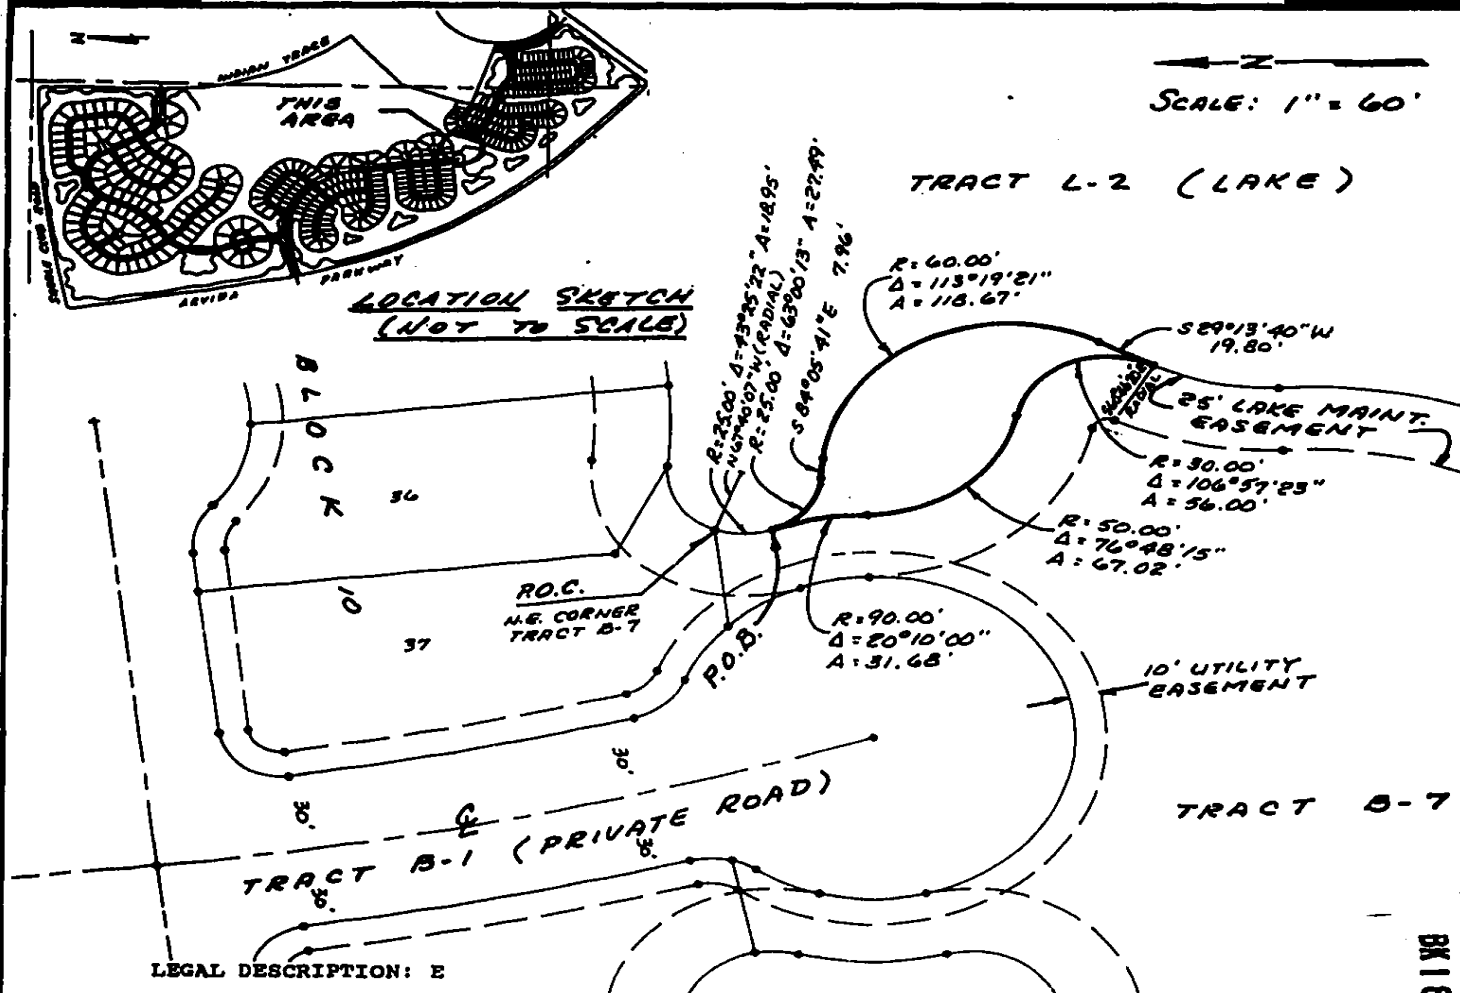 N
INDIAN TRACE
THIS
AREA
ARVIDA
PARKWAY
LOCATION SKETCH
(NOT TO SCALE)
N
SCALE: 1" = 60'
TRACT L-2 (LAKE)
R=25.00' Δ=43°25'22" A=18.95'
N67°40'07"W (RADIAL)
R=25.00' Δ=63°00'13" A=27.49'
S 84°05'41"E 7.96'
R=60.00'
Δ=113°19'21"
A=118.67'
S29°13'40"W
19.80'
RADIAL
25' LAKE MAINT.
EASEMENT
R=30.00'
Δ=106°57'23"
A=56.00'
R=50.00'
Δ=76°48'15"
A=67.02'
R=90.00'
Δ=20°10'00"
A=31.68'
BLOCK
10
36
37
P.O.C.
N.E. CORNER
TRACT B-7
P.O.B.
10' UTILITY
EASEMENT
TRACT B-7
30'
30'
℄
TRACT B-1 (PRIVATE ROAD)
30'
30'
LEGAL DESCRIPTION: E